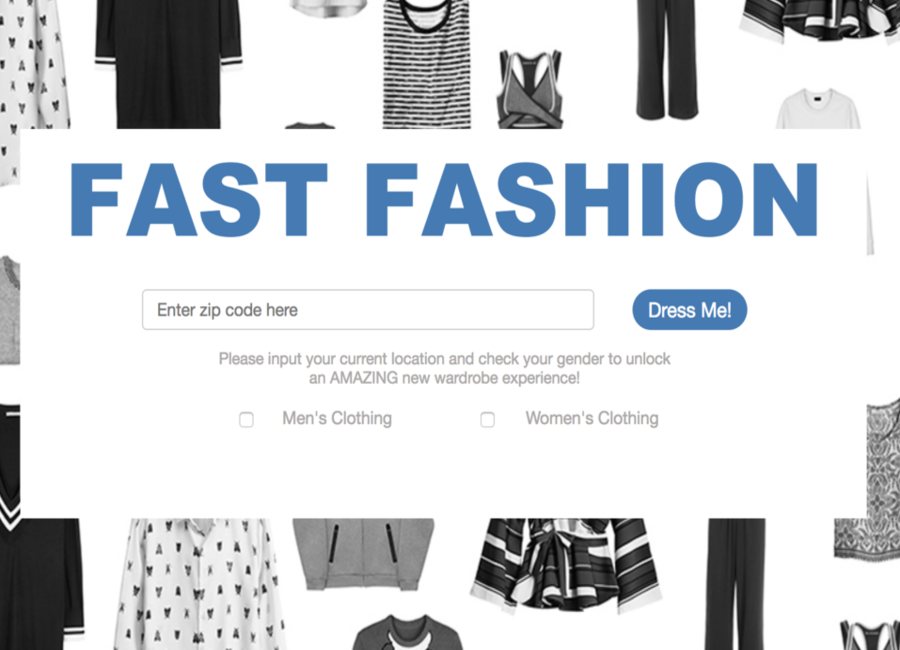 FAST FASHION
Enter zip code here
Dress Me!
Please input your current location and check your gender to unlock
an AMAZING new wardrobe experience!
Men's Clothing
Women's Clothing